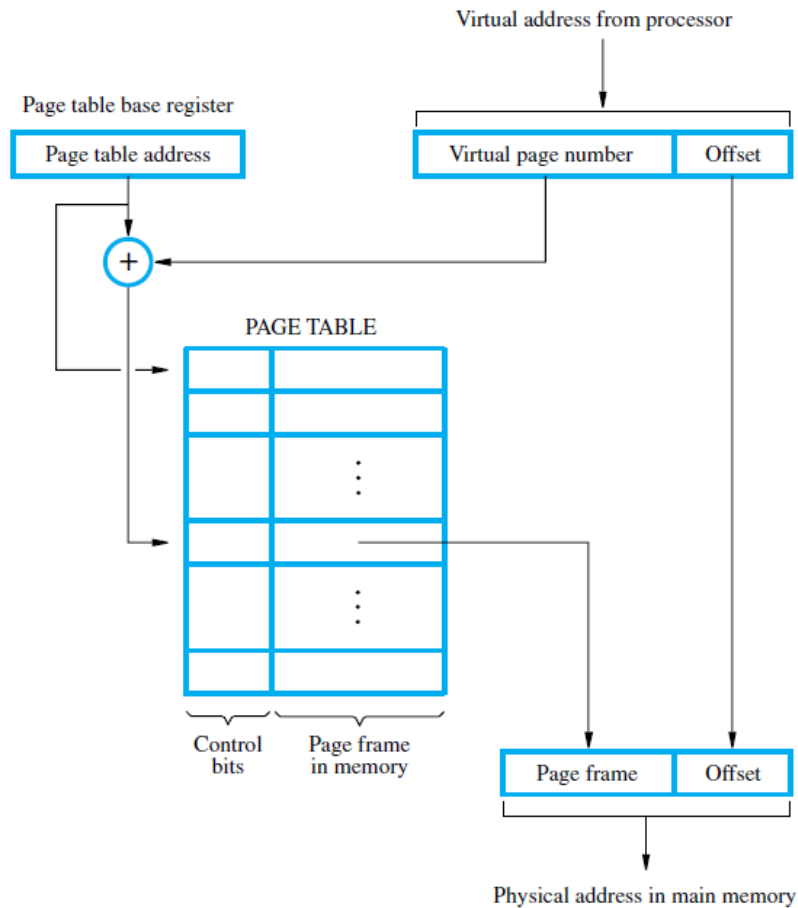 Virtual address from processor
Page table base register
Page table address
Virtual page number
Offset
+
PAGE TABLE
Control
bits
Page frame
in memory
Page frame
Offset
Physical address in main memory